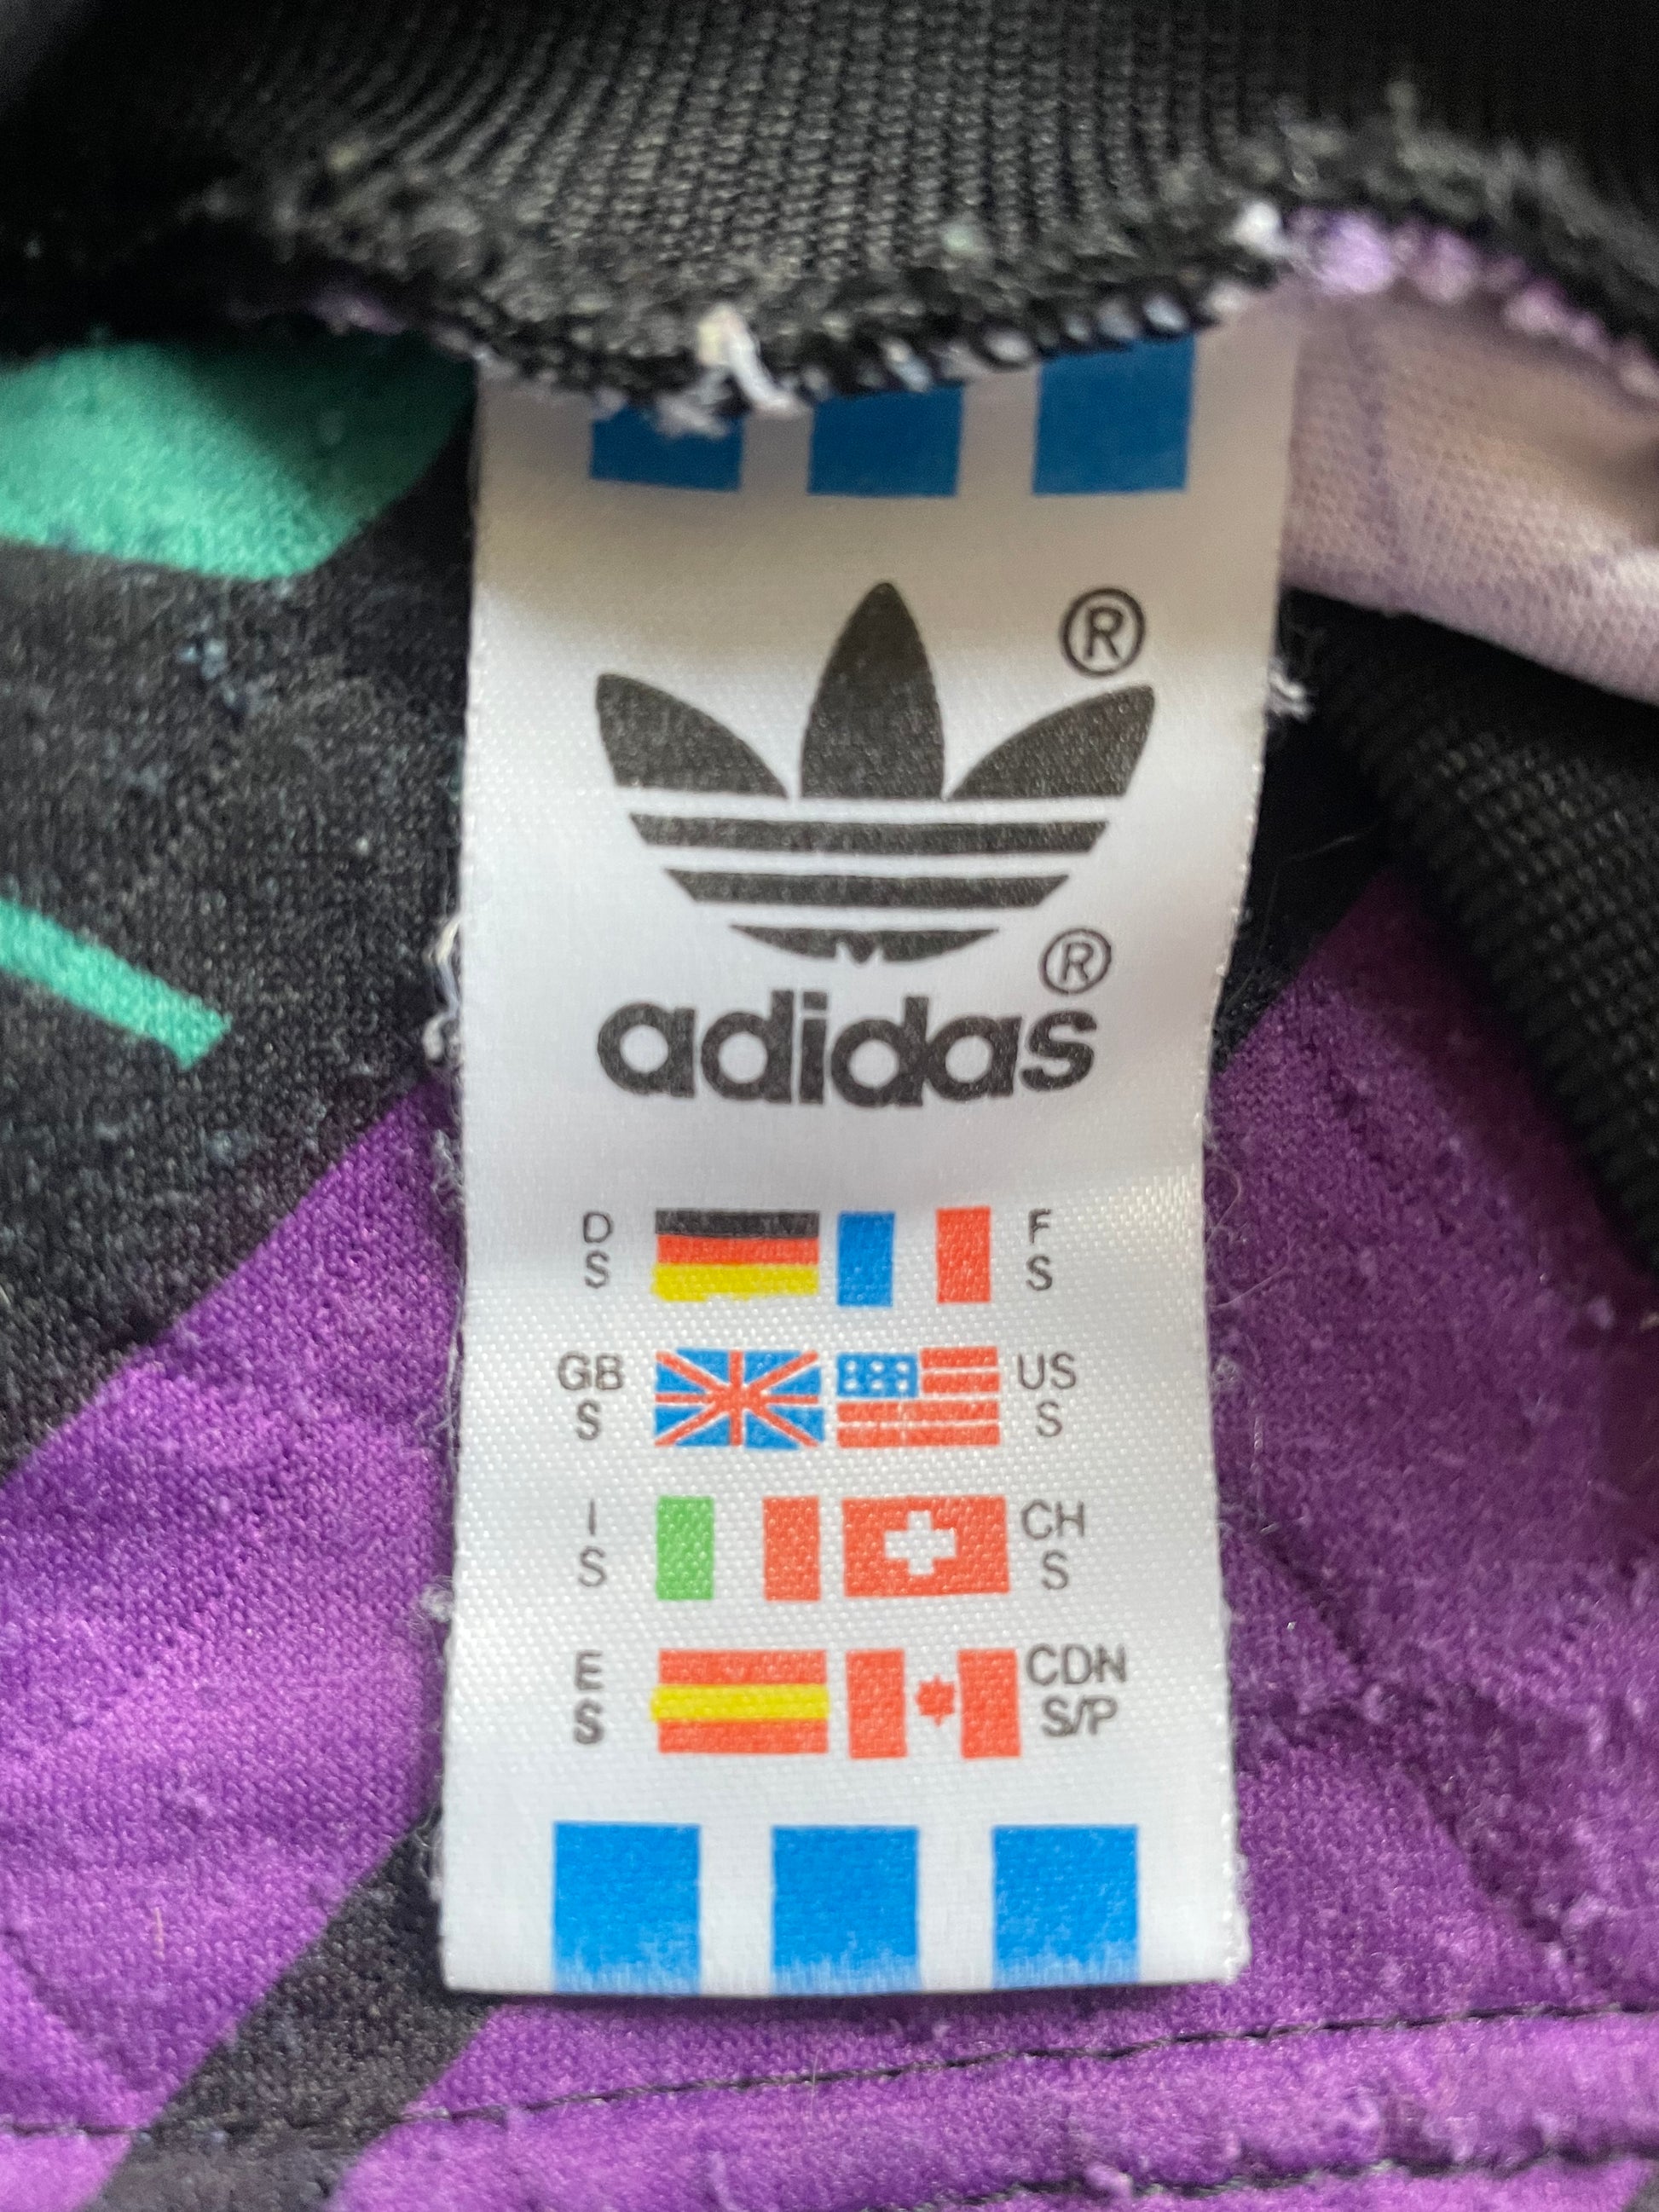 ®
®
adidas
D F
S S
GB US
S S
I CH
S S
E CDN
S S/P